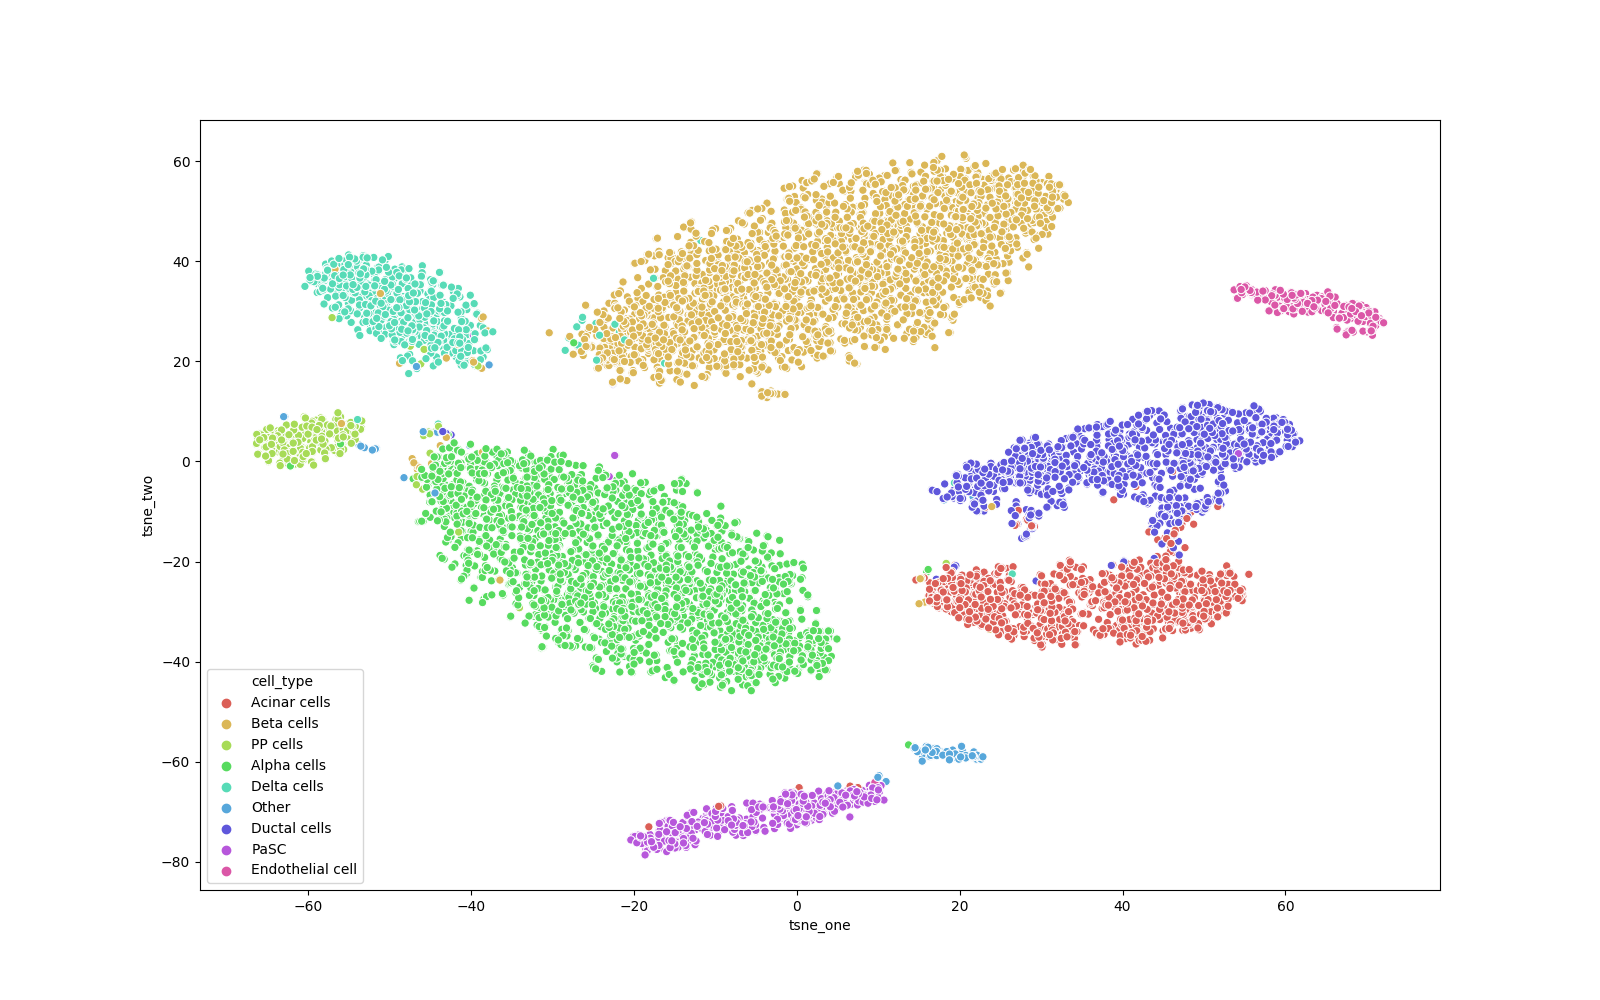 60
40
20
0
−20
−40
−60
−80
tsne_two
cell_type
Acinar cells
Beta cells
PP cells
Alpha cells
Delta cells
Other
Ductal cells
PaSC
Endothelial cell
−60 −40 −20 0 20 40 60
tsne_one